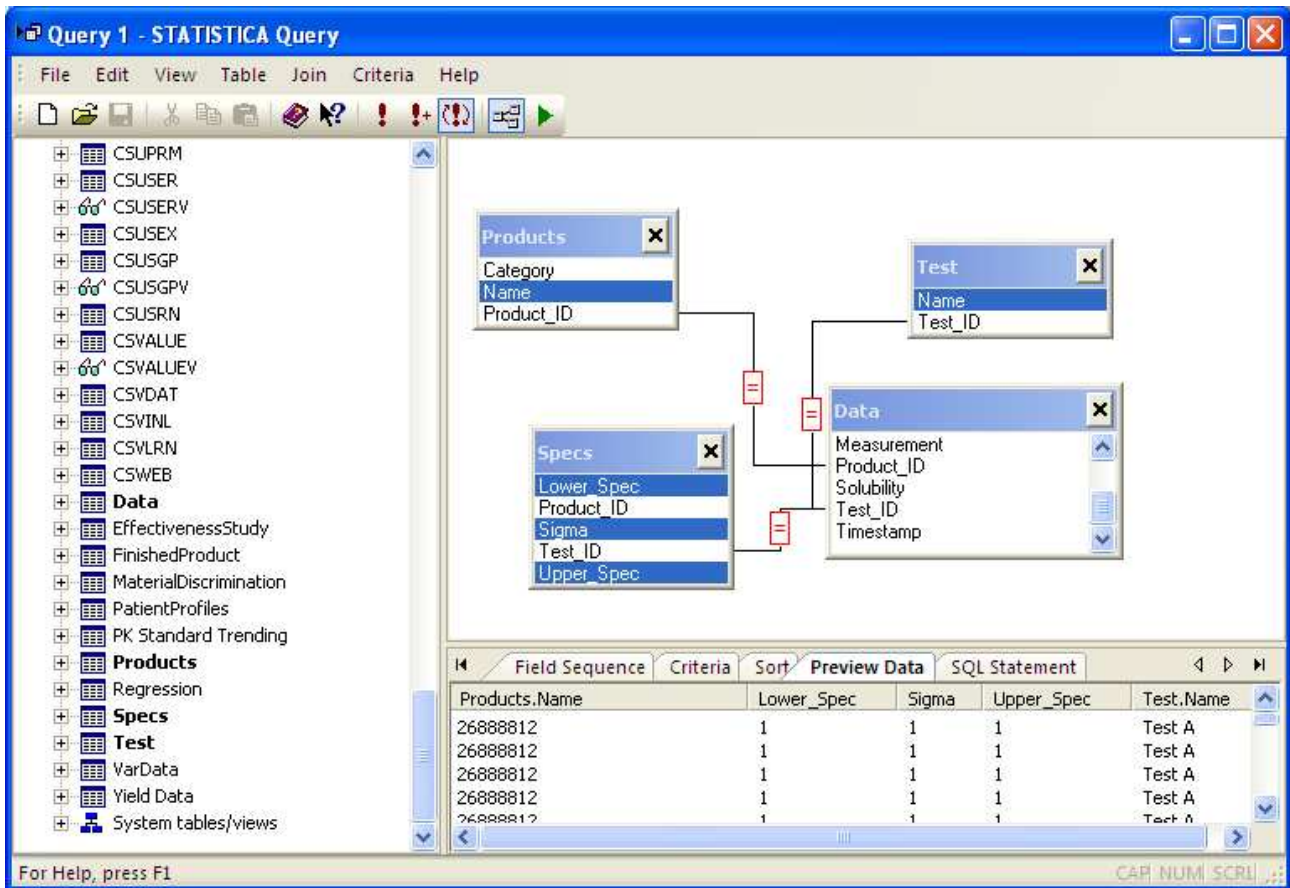 Query 1 - STATISTICA Query
File Edit View Table Join Criteria Help
CSUPRM
CSUSER
CSUSERV
CSUSEX
CSUSGP
CSUSGPV
CSUSRN
CSVALUE
CSVALUEV
CSVDAT
CSVINL
CSVLRN
CSWEB
Data
EffectivenessStudy
FinishedProduct
MaterialDiscrimination
PatientProfiles
PK Standard Trending
Products
Regression
Specs
Test
VarData
Yield Data
System tables/views
Products
Category
Name
Product_ID
Test
Name
Test_ID
Specs
Lower_Spec
Product_ID
Sigma
Test_ID
Upper_Spec
Data
Measurement
Product_ID
Solubility
Test_ID
Timestamp
=
=
=
Field Sequence Criteria Sort Preview Data SQL Statement
Products.Name Lower_Spec Sigma Upper_Spec Test.Name
26888812 1 1 1 Test A
26888812 1 1 1 Test A
26888812 1 1 1 Test A
26888812 1 1 1 Test A
26888812 1 1 1 Test A
For Help, press F1
CAP NUM SCRL